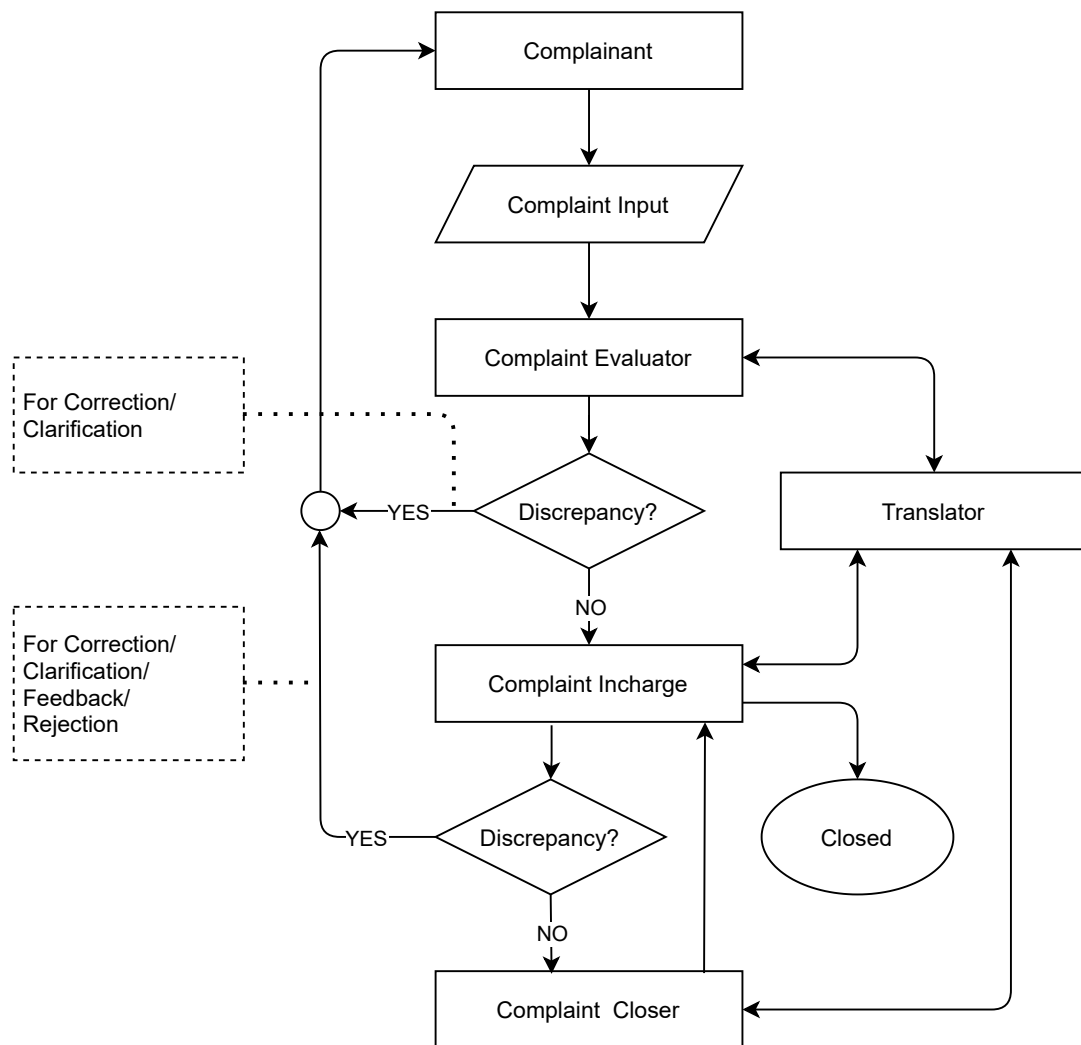 Complainant
Complaint Input
Complaint Evaluator
For Correction/
Clarification
YES
Discrepancy?
Translator
NO
For Correction/
Clarification/
Feedback/
Rejection
Complaint Incharge
YES
Discrepancy?
Closed
NO
Complaint  Closer